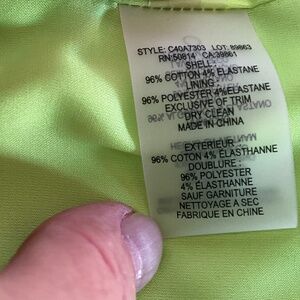 STYLE: C40A7303 LOT: 89863
RN:50814 CA:39861
SHELL:
96% COTTON 4% ELASTANE
LINING:
96% POLYESTER 4% ELASTANE
EXCLUSIVE OF TRIM
DRY CLEAN
MADE IN CHINA
EXTERIEUR:
96% COTON 4% ELASTHANNE
DOUBLURE:
96% POLYESTER
4% ELASTHANNE
SAUF GARNITURE
NETTOYAGE A SEC
FABRIQUE EN CHINE